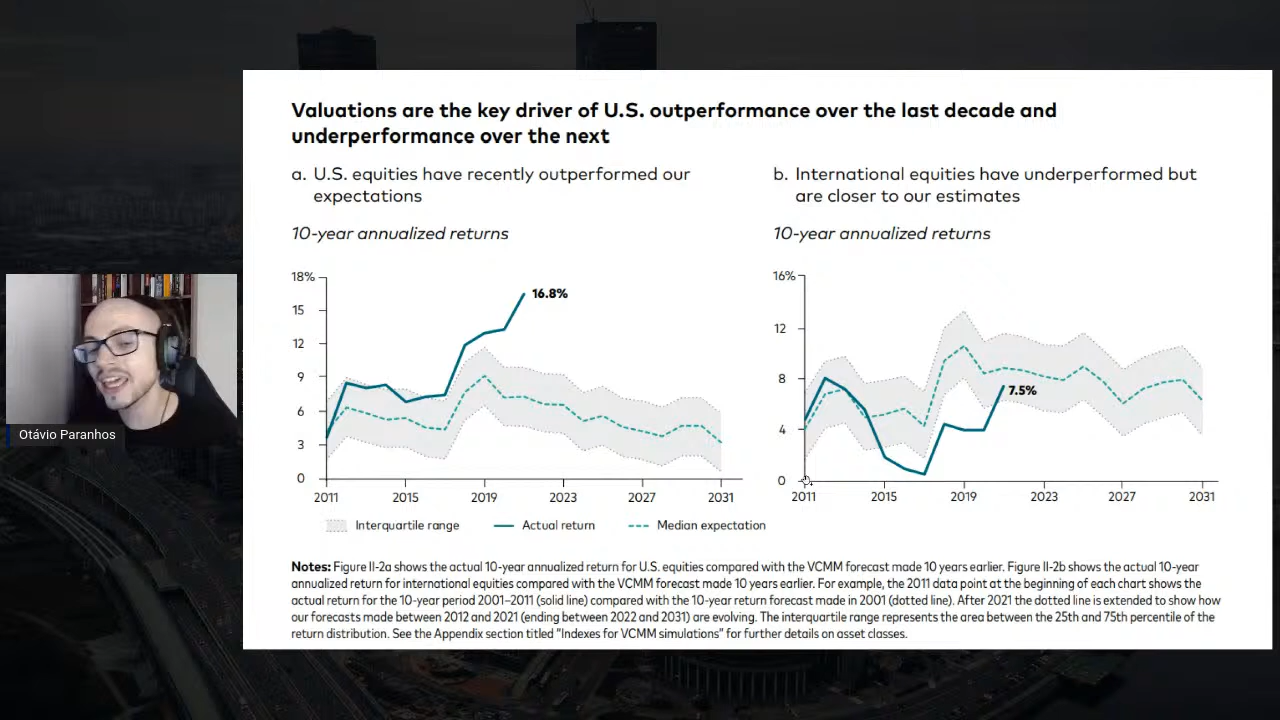 Valuations are the key driver of U.S. outperformance over the last decade and
underperformance over the next
a. U.S. equities have recently outperformed our
expectations
10-year annualized returns
18%
15
12
9
6
3
0
16.8%
2011 2015 2019 2023 2027 2031
b. International equities have underperformed but
are closer to our estimates
10-year annualized returns
16%
12
8
4
0
7.5%
2011 2015 2019 2023 2027 2031
Interquartile range Actual return Median expectation
Notes: Figure II-2a shows the actual 10-year annualized return for U.S. equities compared with the VCMM forecast made 10 years earlier. Figure II-2b shows the actual 10-year
annualized return for international equities compared with the VCMM forecast made 10 years earlier. For example, the 2011 data point at the beginning of each chart shows the
actual return for the 10-year period 2001–2011 (solid line) compared with the 10-year return forecast made in 2001 (dotted line). After 2021 the dotted line is extended to show how
our forecasts made between 2012 and 2021 (ending between 2022 and 2031) are evolving. The interquartile range represents the area between the 25th and 75th percentile of the
return distribution. See the Appendix section titled “Indexes for VCMM simulations” for further details on asset classes.
Otávio Paranhos